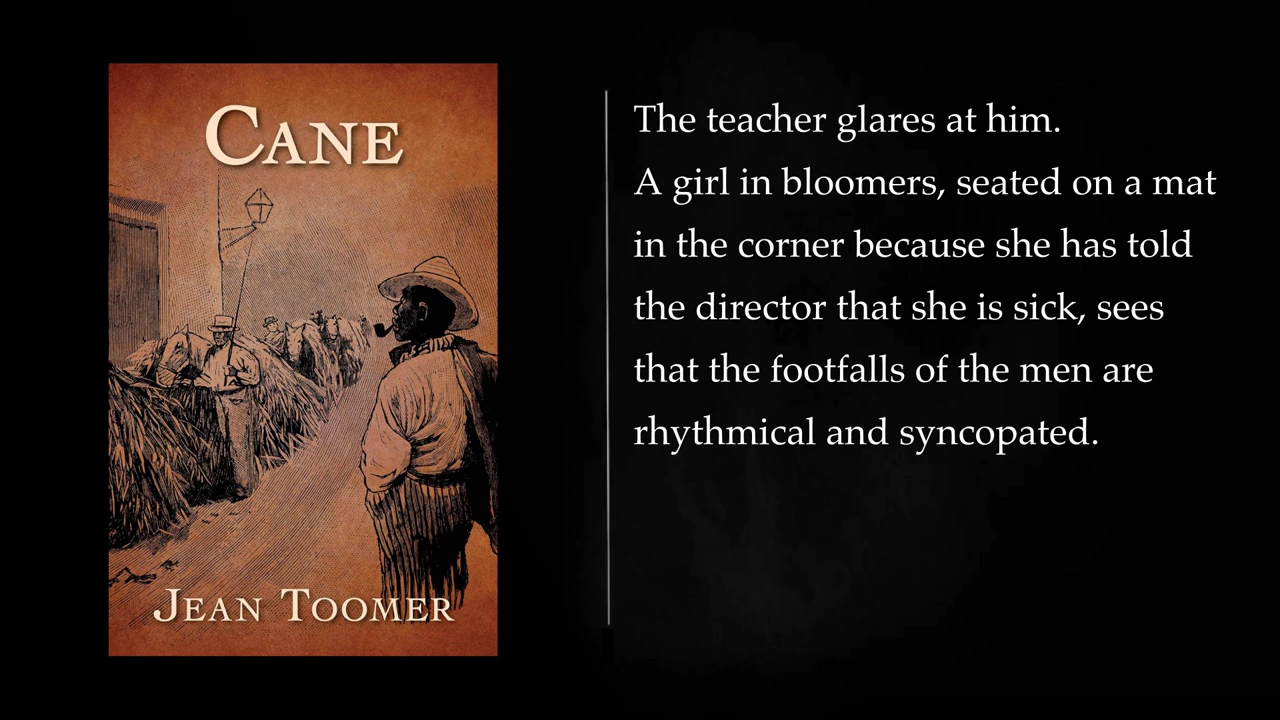 CANE
JEAN TOOMER
The teacher glares at him.
A girl in bloomers, seated on a mat
in the corner because she has told
the director that she is sick, sees
that the footfalls of the men are
rhythmical and syncopated.